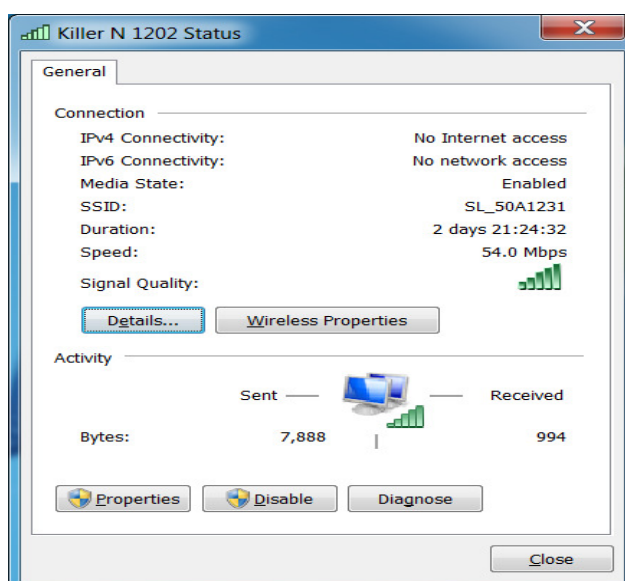 Killer N 1202 Status
General
Connection
IPv4 Connectivity: No Internet access
IPv6 Connectivity: No network access
Media State: Enabled
SSID: SL_50A1231
Duration: 2 days 21:24:32
Speed: 54.0 Mbps
Signal Quality:
Details... Wireless Properties
Activity
Sent Received
Bytes: 7,888 994
Properties Disable Diagnose
Close